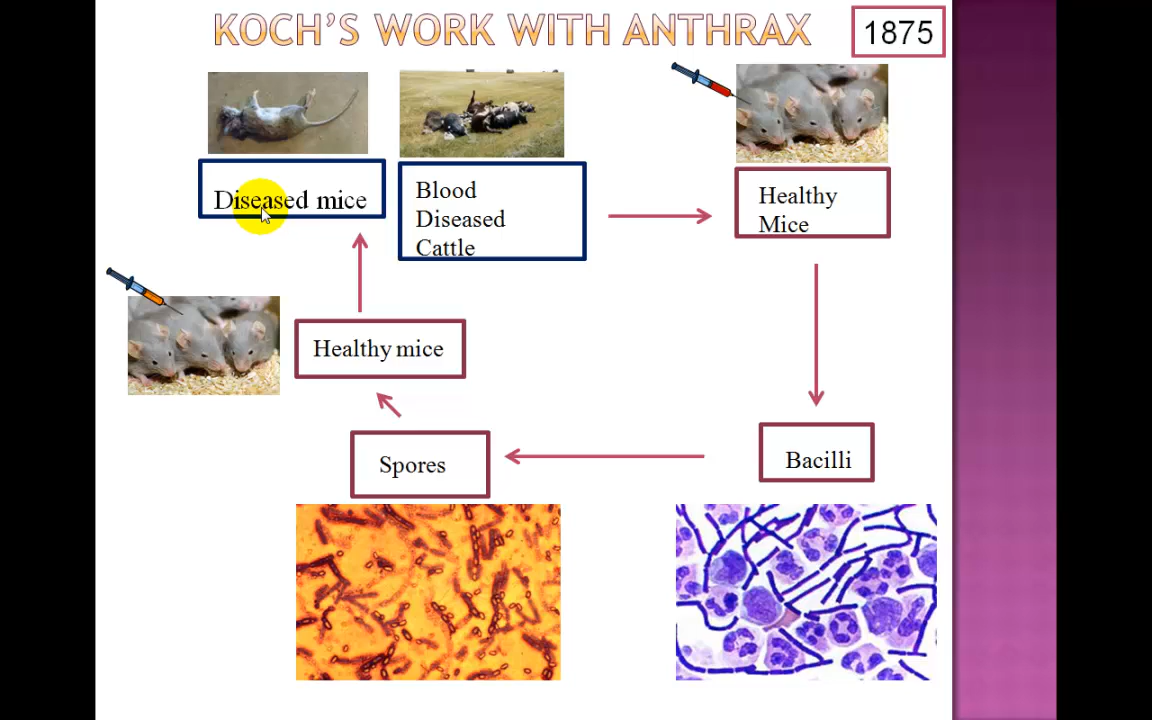 KOCH'S WORK WITH ANTHRAX
1875
Diseased mice
Blood
Diseased
Cattle
Healthy
Mice
Healthy mice
Spores
Bacilli